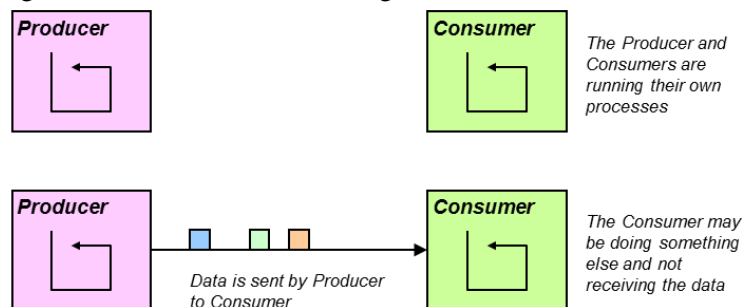 Producer
Consumer
The Producer and
Consumers are
running their own
processes
Producer
Consumer
The Consumer may
be doing something
else and not
receiving the data
Data is sent by Producer
to Consumer